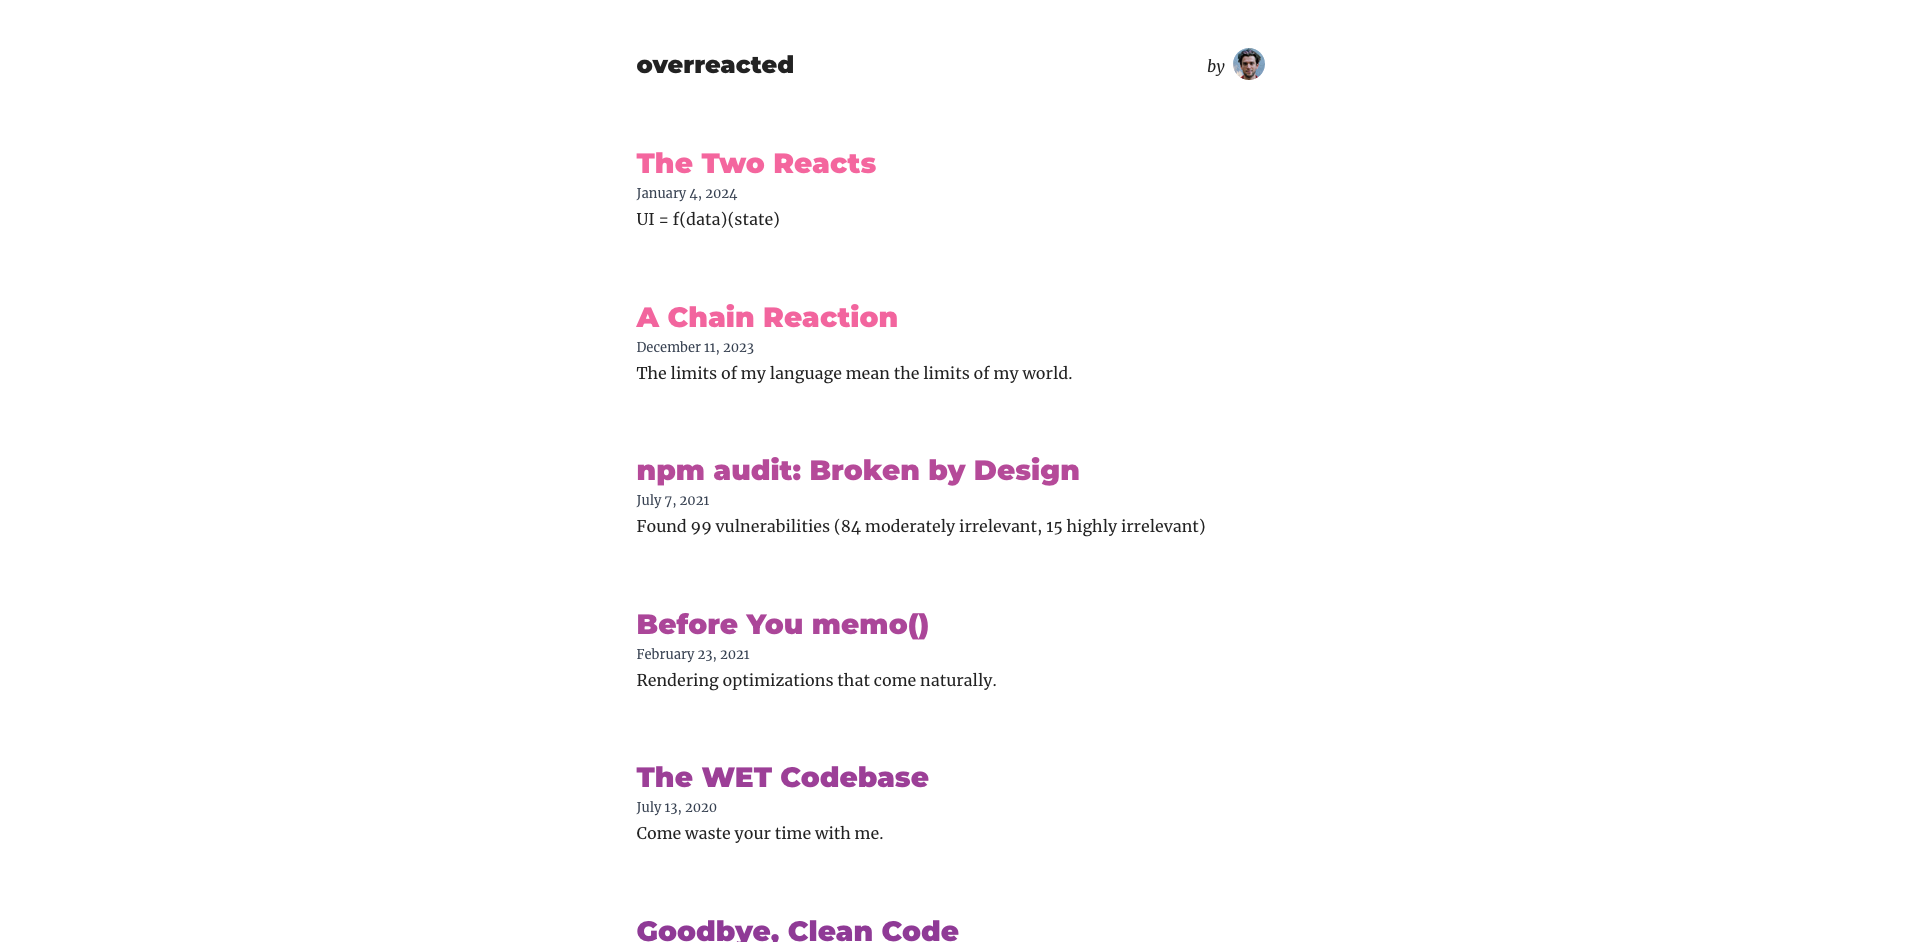 overreacted
by
The Two Reacts
January 4, 2024
UI = f(data)(state)
A Chain Reaction
December 11, 2023
The limits of my language mean the limits of my world.
npm audit: Broken by Design
July 7, 2021
Found 99 vulnerabilities (84 moderately irrelevant, 15 highly irrelevant)
Before You memo()
February 23, 2021
Rendering optimizations that come naturally.
The WET Codebase
July 13, 2020
Come waste your time with me.
Goodbye, Clean Code